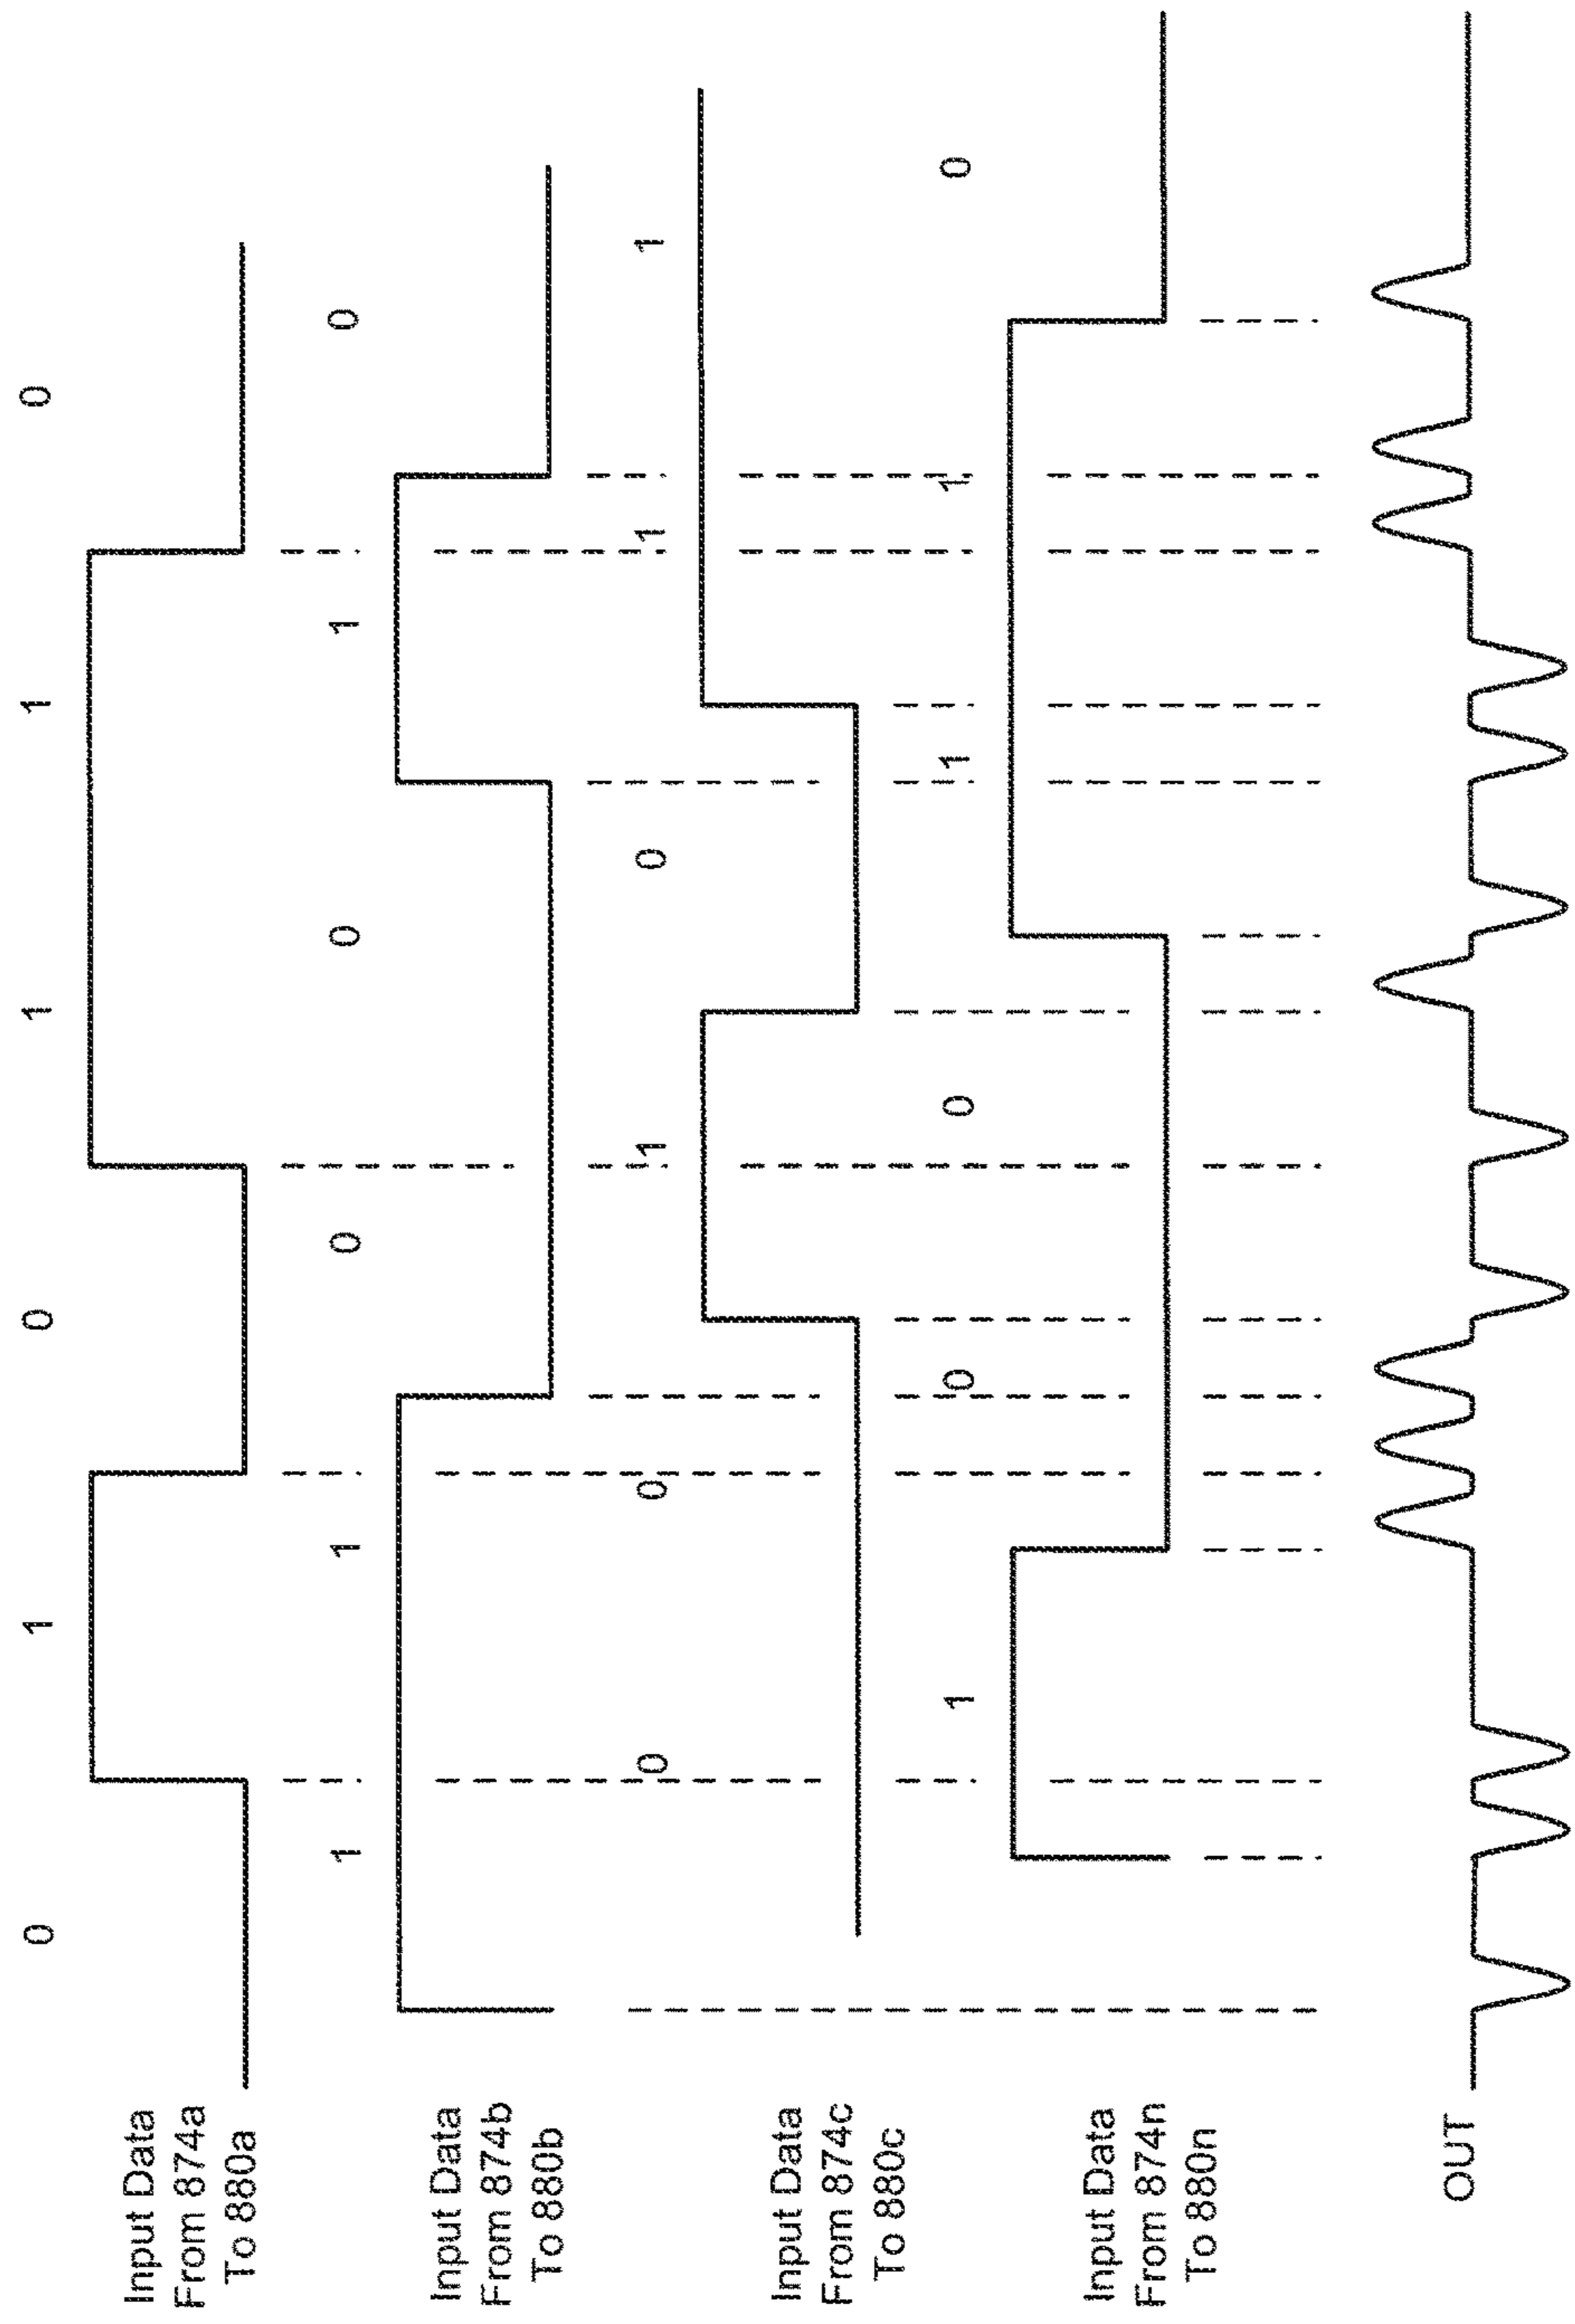 0 1 0 1 1 0
Input Data
From 874a
To 880a
1 1 0 0 1 0
Input Data
From 874b
To 880b
0 0 1 0 1 1
Input Data
From 874c
To 880c
1 0 0 1 1 0
Input Data
From 874n
To 880n
OUT